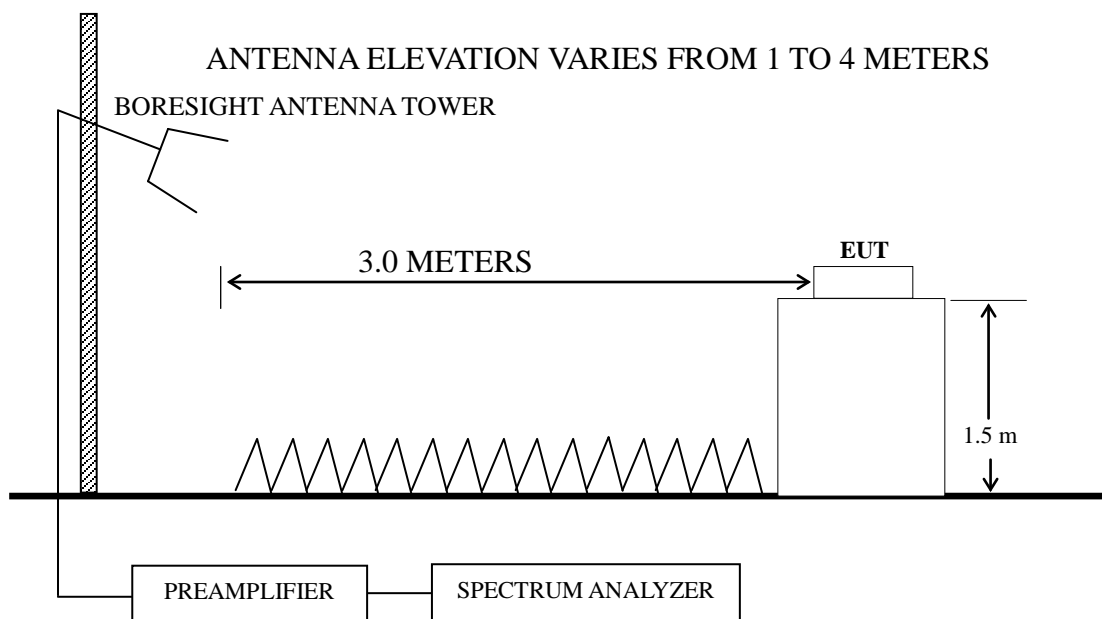 ANTENNA ELEVATION VARIES FROM 1 TO 4 METERS
BORESIGHT ANTENNA TOWER
3.0 METERS
EUT
1.5 m
PREAMPLIFIER
SPECTRUM ANALYZER